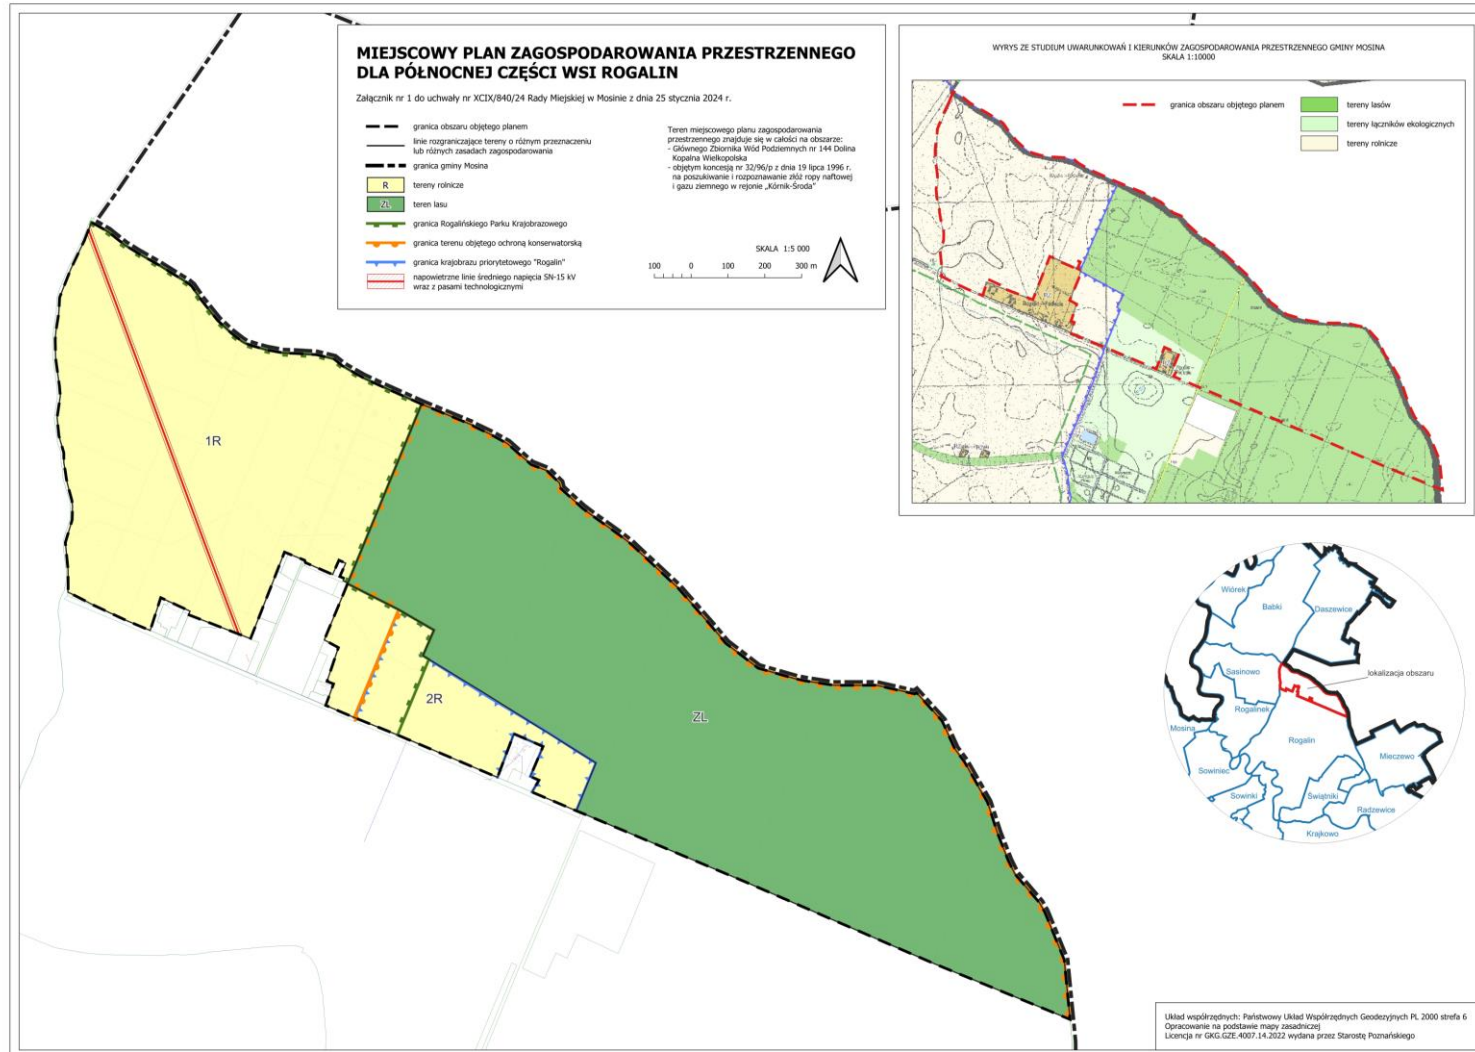 MIEJSCOWY PLAN ZAGOSPODAROWANIA PRZESTRZENNEGO
DLA PÓŁNOCNEJ CZĘŚCI WSI ROGALIN
Załącznik nr 1 do uchwały nr XCIX/840/24 Rady Miejskiej w Mosinie z dnia 25 stycznia 2024 r.
granica obszaru objętego planem
linie rozgraniczające tereny o różnym przeznaczeniu
lub różnych zasadach zagospodarowania
granica gminy Mosina
R tereny rolnicze
ZL teren lasu
granica Rogalińskiego Parku Krajobrazowego
granica terenu objętego ochroną konserwatorską
granica krajobrazu priorytetowego "Rogalin"
napowietrzne linie średniego napięcia SN-15 kV
wraz z pasami technologicznymi
Teren miejscowego planu zagospodarowania
przestrzennego znajduje się w całości na obszarze:
- Głównego Zbiornika Wód Podziemnych nr 144 Dolina
Kopalna Wielkopolska
- objętym koncesją nr 32/96/p z dnia 19 lipca 1996 r.
na poszukiwanie i rozpoznawanie złóż ropy naftowej
i gazu ziemnego w rejonie „Kórnik-Środa”
SKALA 1:5 000
100 0 100 200 300 m
WYRYS ZE STUDIUM UWARUNKOWAŃ I KIERUNKÓW ZAGOSPODAROWANIA PRZESTRZENNEGO GMINY MOSINA
SKALA 1:10000
granica obszaru objętego planem
tereny lasów
tereny łączników ekologicznych
tereny rolnicze
1R
2R
ZL
Wiórek
Babki
Daszewice
Sasinowo
lokalizacja obszaru
Rogalinek
Mosina
Rogalin
Mieczewo
Sowiniec
Sowinki
Świątniki
Radzewice
Krajkowo
Układ współrzędnych: Państwowy Układ Współrzędnych Geodezyjnych PL 2000 strefa 6
Opracowanie na podstawie mapy zasadniczej
Licencja nr GKG.GZE.4007.14.2022 wydana przez Starostę Poznańskiego